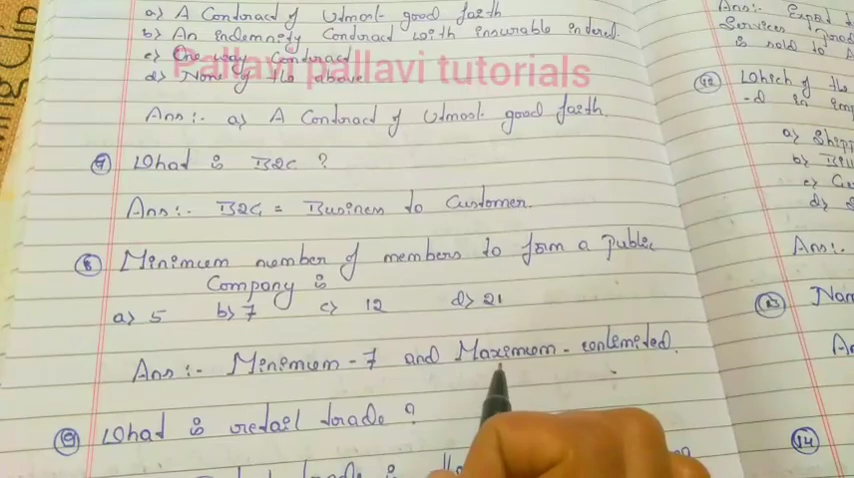 a) A Contract of Utmost good faith
b) An indemnity Contract with insurable interest.
c) One way Contract
d) None of the above
Pallavi pallavi tutorials
Ans:- a) A Contract of Utmost good faith.
7 What is B2C ?
Ans:- B2C = Business to Customer.
8 Minimum number of members to form a public
Company is
a) 5 b) 7 c) 12 d) 21
Ans:- Minimum - 7 and Maximum - unlimited.
9 What is retail trade ?
Ans:
Services
is sold to
12 Which of the
a)
b)
c)
d)
Ans:-
13
14